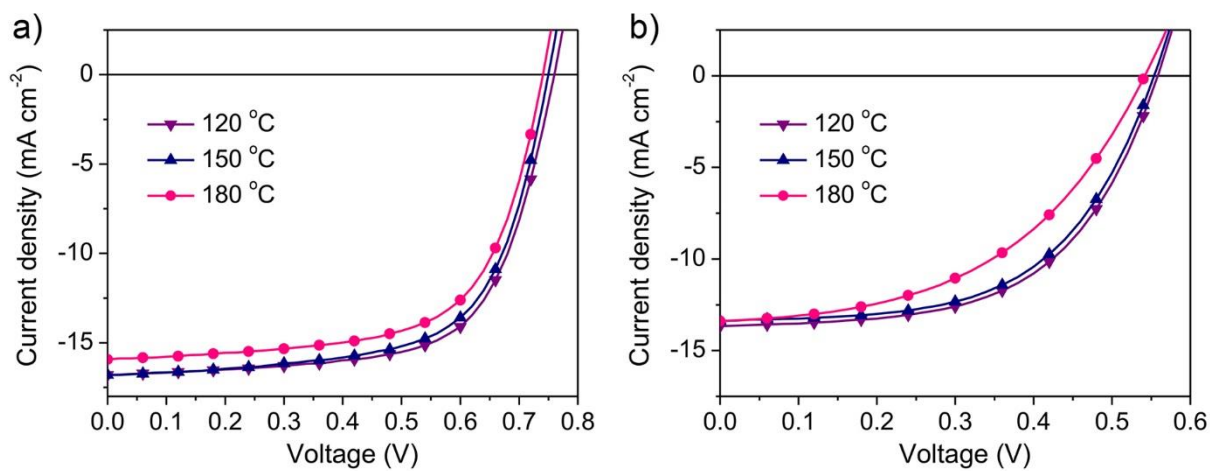 a)
Current density (mA cm⁻²)
0
-5
-10
-15
120 °C
150 °C
180 °C
0.0 0.1 0.2 0.3 0.4 0.5 0.6 0.7 0.8
Voltage (V)
b)
Current density (mA cm⁻²)
0
-5
-10
-15
120 °C
150 °C
180 °C
0.0 0.1 0.2 0.3 0.4 0.5 0.6
Voltage (V)